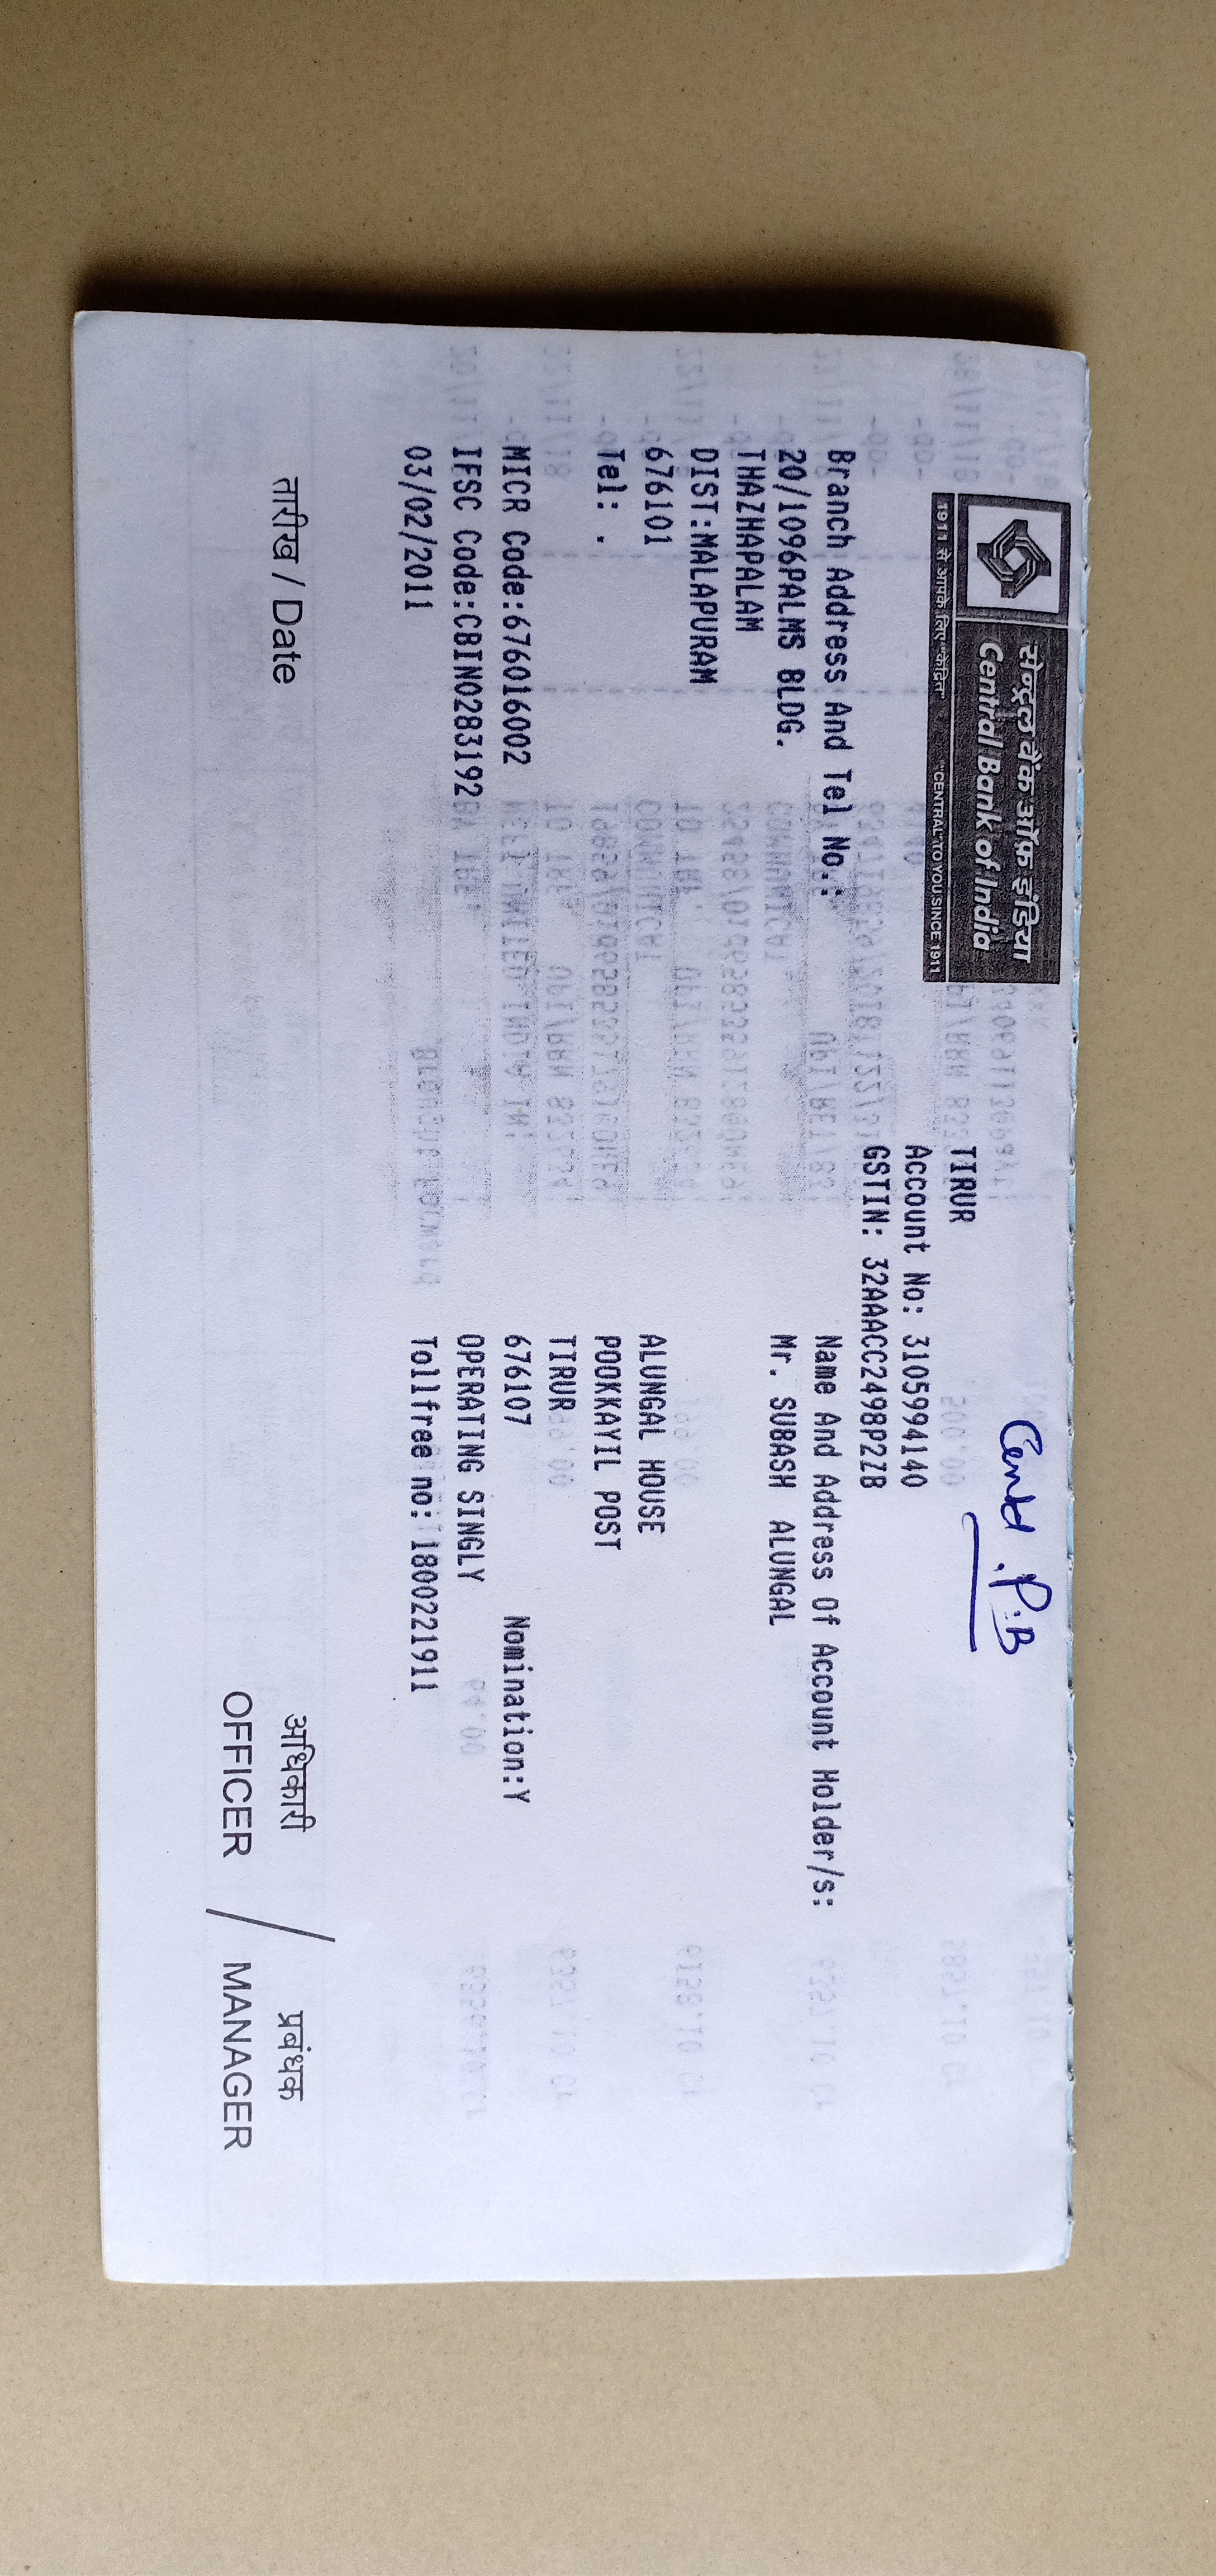 सेन्ट्रल बैंक ऑफ़ इंडिया
Central Bank of India
1911 से आपके लिए "केंद्रित" "CENTRAL" TO YOU SINCE 1911
P.B
TIRUR
Account No: 3105994140
GSTIN: 32AAACC2498P2ZB
Branch Address And Tel No.:
20/1096PALMS BLDG.
THAZHAPALAM
DIST:MALAPURAM
676101
Tel: .
MICR Code:676016002
IFSC Code:CBIN0283192
03/02/2011
Name And Address Of Account Holder/s:
Mr. SUBASH ALUNGAL
ALUNGAL HOUSE
POOKKAYIL POST
TIRUR
676107 Nomination:Y
OPERATING SINGLY
Tollfree no: 1800221911
तारीख / Date
अधिकारी / प्रबंधक
OFFICER MANAGER